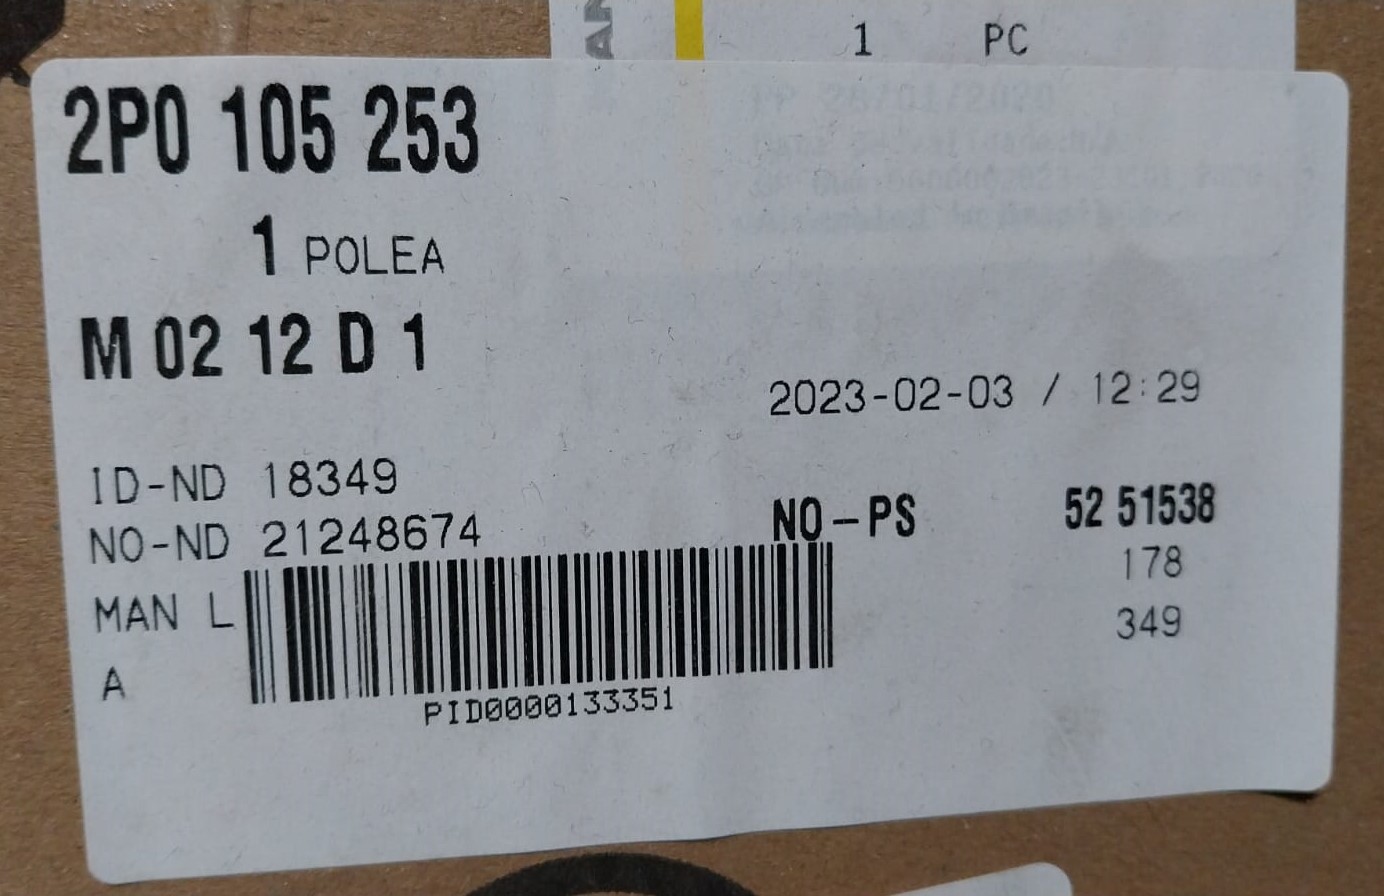 1 PC
2P0 105 253
1 POLEA
M 02 12 D 1
2023-02-03 / 12:29
ID-ND 18349
NO-ND 21248674
NO-PS 52 51538
178
MAN L
349
A
PID0000133351